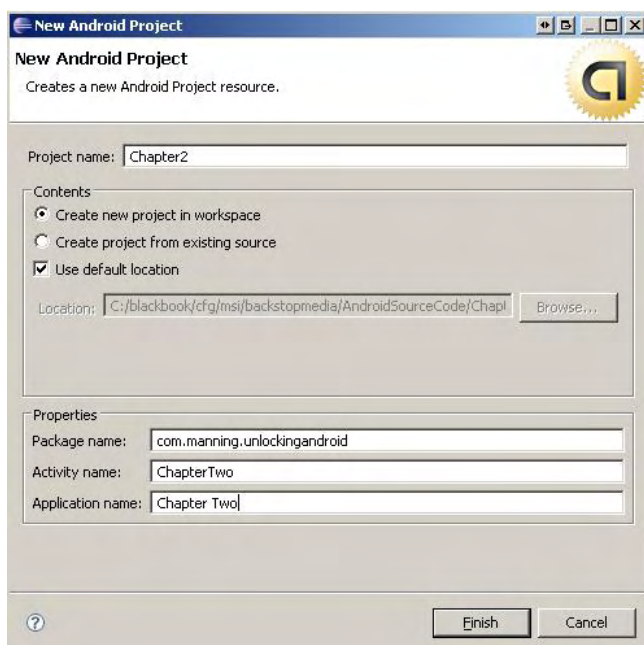 New Android Project
New Android Project
Creates a new Android Project resource.
Project name: Chapter2
Contents
Create new project in workspace
Create project from existing source
Use default location
Location: C:/blackbook/cfg/msi/backstopmedia/AndroidSourceCode/Chapt Browse...
Properties
Package name: com.manning.unlockingandroid
Activity name: ChapterTwo
Application name: Chapter Two
? Finish Cancel